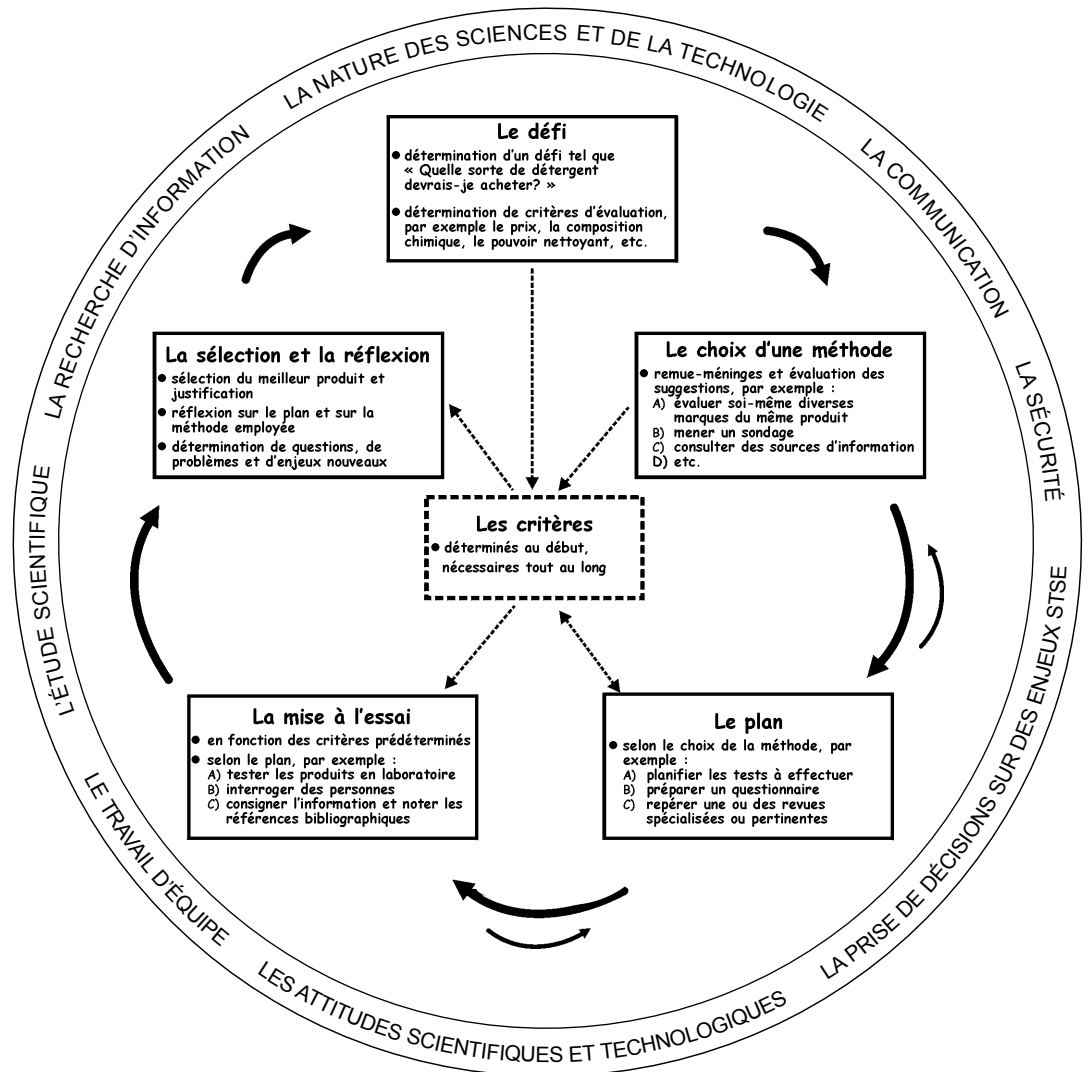 LA NATURE DES SCIENCES ET DE LA TECHNOLOGIE
LA COMMUNICATION
LA SÉCURITÉ
LA PRISE DE DÉCISIONS SUR DES ENJEUX STSE
LES ATTITUDES SCIENTIFIQUES ET TECHNOLOGIQUES
LE TRAVAIL D'ÉQUIPE
L'ÉTUDE SCIENTIFIQUE
LA RECHERCHE D'INFORMATION
Le défi
● détermination d'un défi tel que
« Quelle sorte de détergent
devrais-je acheter? »
● détermination de critères d'évaluation,
par exemple le prix, la composition
chimique, le pouvoir nettoyant, etc.
Le choix d'une méthode
● remue-méninges et évaluation des
suggestions, par exemple :
A) évaluer soi-même diverses
marques du même produit
B) mener un sondage
C) consulter des sources d'information
D) etc.
Le plan
● selon le choix de la méthode, par
exemple :
A) planifier les tests à effectuer
B) préparer un questionnaire
C) repérer une ou des revues
spécialisées ou pertinentes
La mise à l'essai
● en fonction des critères prédéterminés
● selon le plan, par exemple :
A) tester les produits en laboratoire
B) interroger des personnes
C) consigner l'information et noter les
références bibliographiques
La sélection et la réflexion
● sélection du meilleur produit et
justification
● réflexion sur le plan et sur la
méthode employée
● détermination de questions, de
problèmes et d'enjeux nouveaux
Les critères
● déterminés au début,
nécessaires tout au long